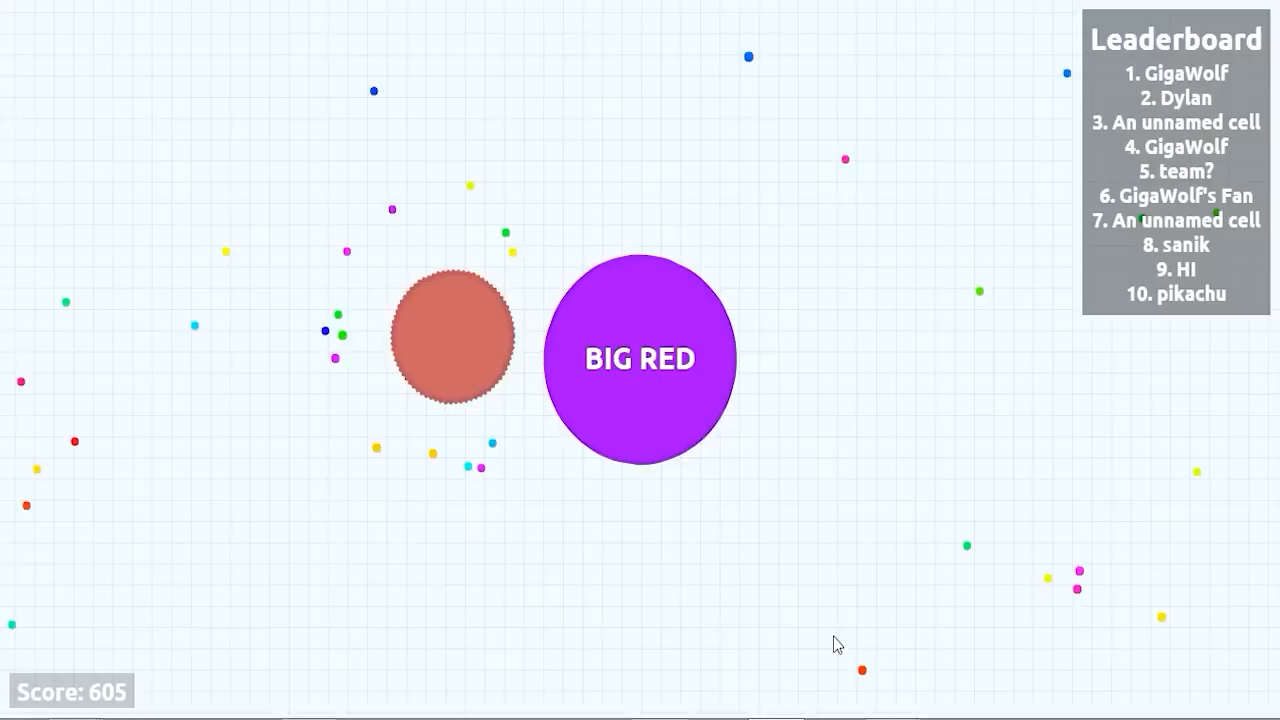 Leaderboard
1. GigaWolf
2. Dylan
3. An unnamed cell
4. GigaWolf
5. team?
6. GigaWolf's Fan
7. An unnamed cell
8. sanik
9. HI
10. pikachu
BIG RED
Score: 605